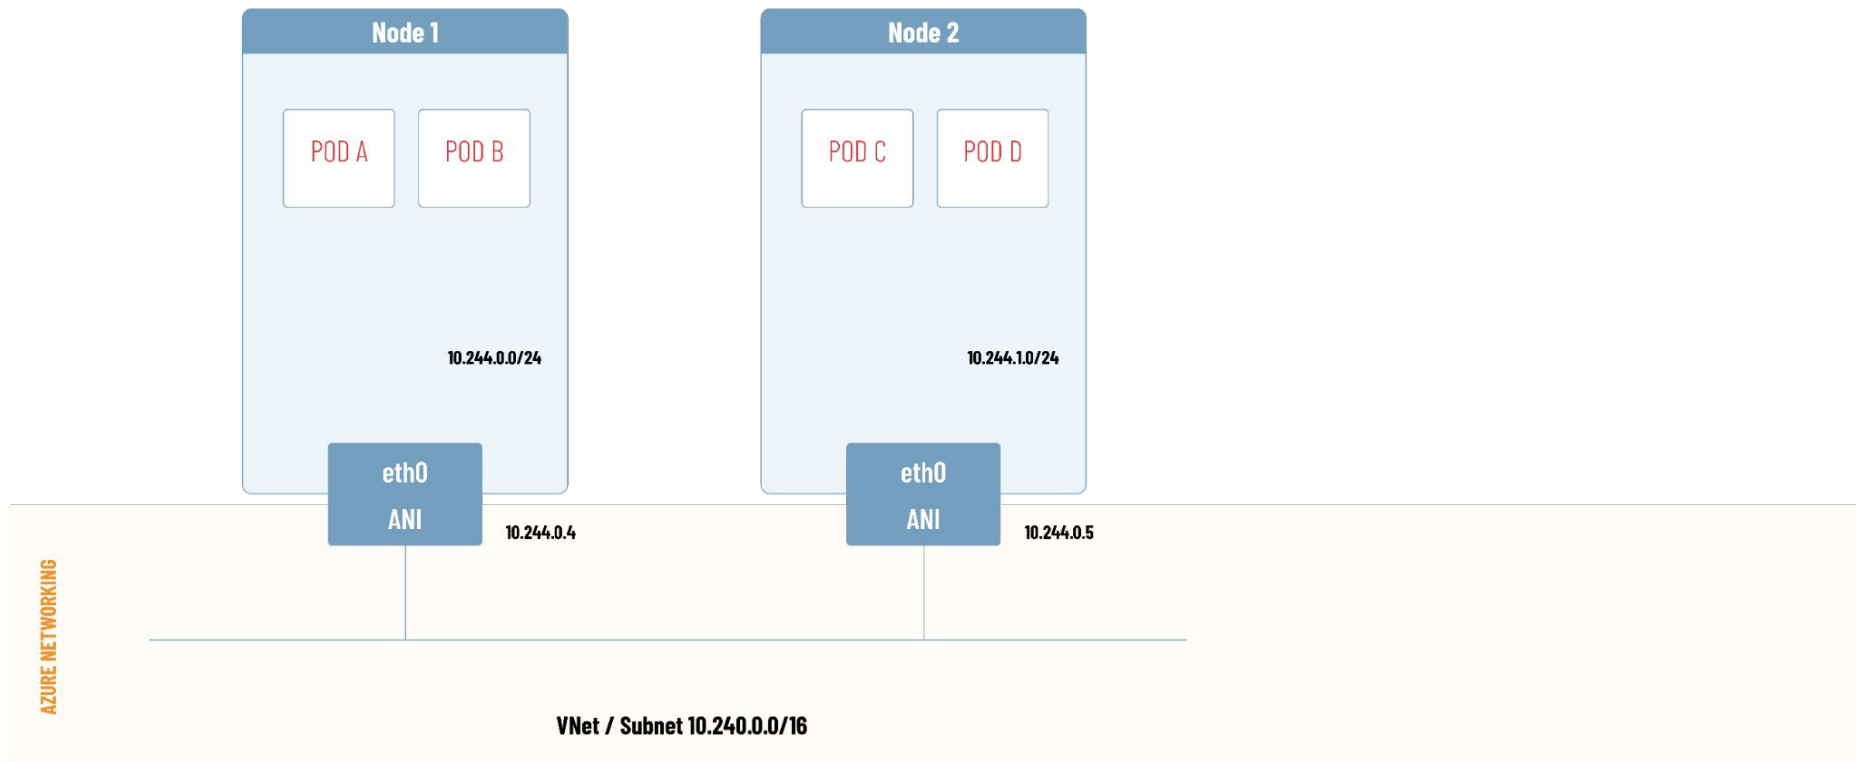 Node 1
Node 2
POD A
POD B
POD C
POD D
10.244.0.0/24
10.244.1.0/24
eth0
ANI
10.244.0.4
eth0
ANI
10.244.0.5
AZURE NETWORKING
VNet / Subnet 10.240.0.0/16